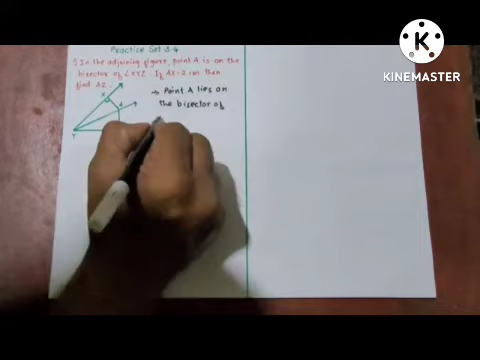 Practice Set 3.4
1) In the adjoining figure, point A is on the
bisector of ∠XYZ. If AX = 2 cm then
find AZ.
→ Point A lies on
the bisector of
X
A
Y
K
KINEMASTER